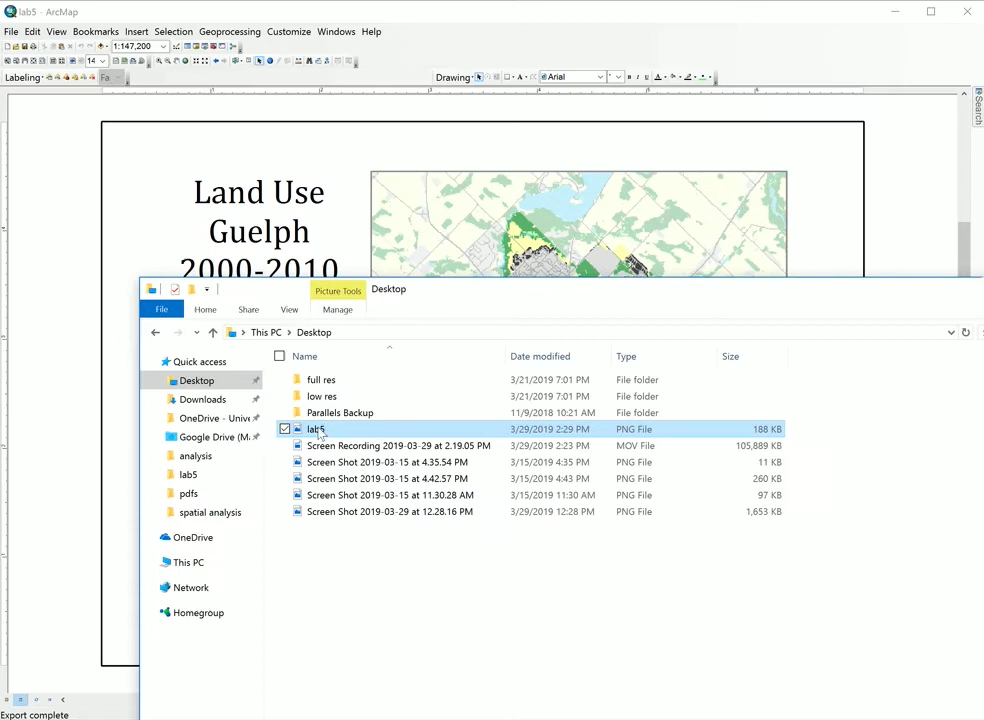 lab5 - ArcMap
File Edit View Bookmarks Insert Selection Geoprocessing Customize Windows Help
1:147,200
14
Labeling Fa Drawing Arial B I U A
Search
Land Use
Guelph
2000-2010
Picture Tools Desktop
File Home Share View Manage
This PC > Desktop
Name Date modified Type Size
Quick access
Desktop
Downloads
OneDrive - Unive
Google Drive (M
analysis
lab5
pdfs
spatial analysis
OneDrive
This PC
Network
Homegroup
full res 3/21/2019 7:01 PM File folder
low res 3/21/2019 7:01 PM File folder
Parallels Backup 11/9/2018 10:21 AM File folder
lab5 3/29/2019 2:29 PM PNG File 188 KB
Screen Recording 2019-03-29 at 2.19.05 PM 3/29/2019 2:23 PM MOV File 105,889 KB
Screen Shot 2019-03-15 at 4.35.54 PM 3/15/2019 4:35 PM PNG File 11 KB
Screen Shot 2019-03-15 at 4.42.57 PM 3/15/2019 4:43 PM PNG File 260 KB
Screen Shot 2019-03-15 at 11.30.28 AM 3/15/2019 11:30 AM PNG File 97 KB
Screen Shot 2019-03-29 at 12.28.16 PM 3/29/2019 12:28 PM PNG File 1,653 KB
Export complete